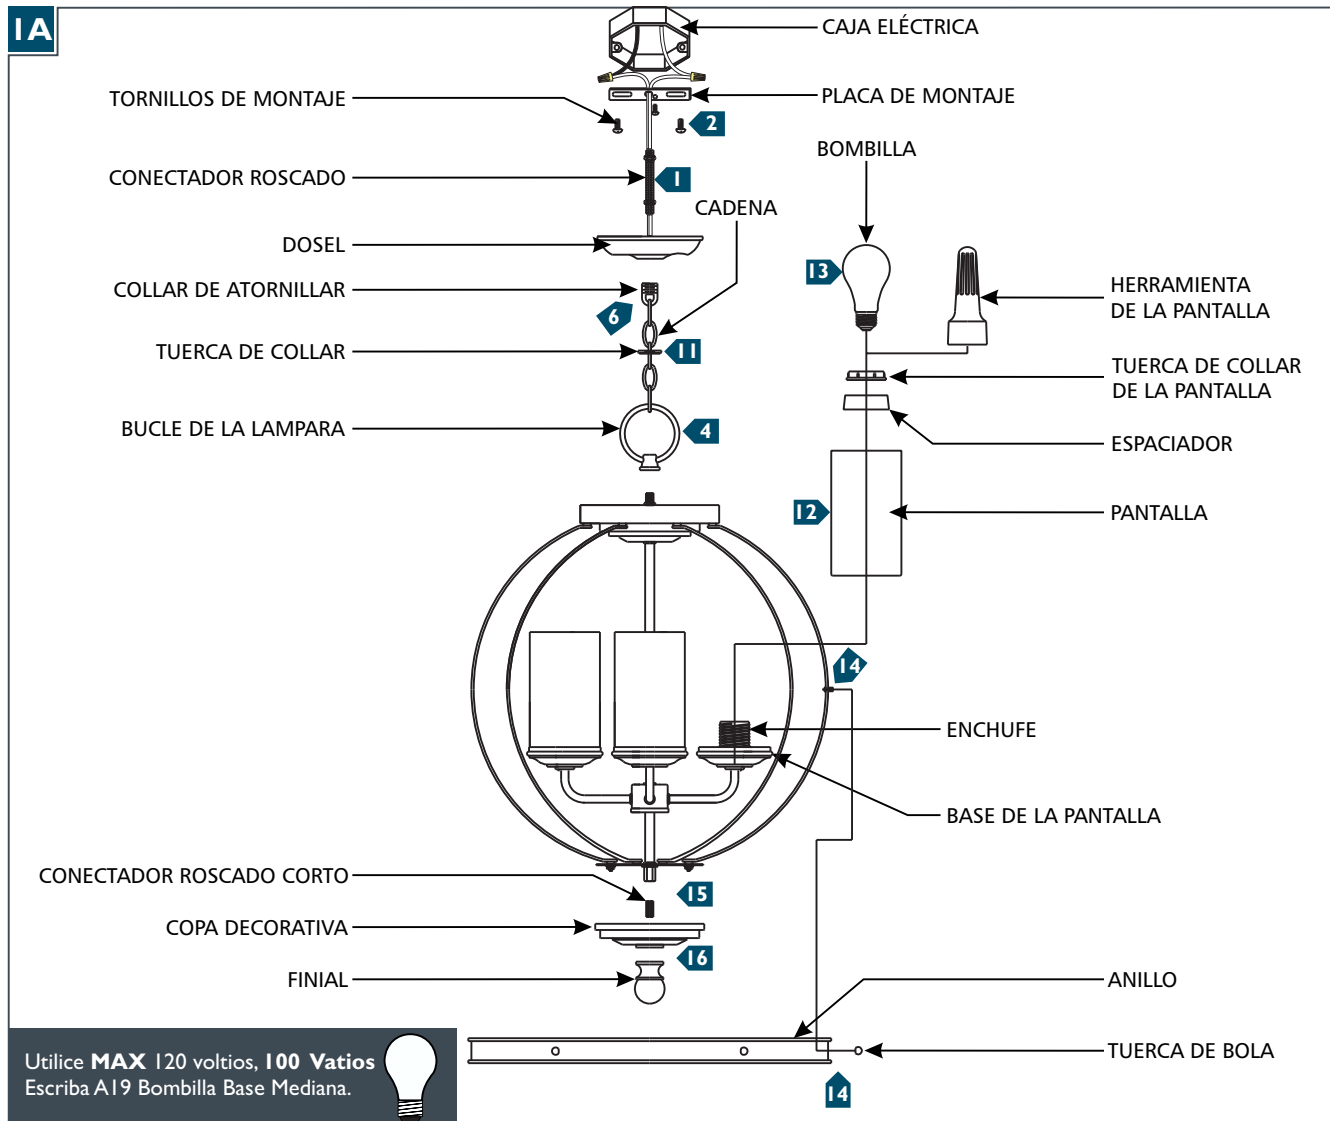 1A
CAJA ELÉCTRICA
TORNILLOS DE MONTAJE
PLACA DE MONTAJE
2
BOMBILLA
CONECTADOR ROSCADO
1
CADENA
DOSEL
13
COLLAR DE ATORNILLAR
HERRAMIENTA
DE LA PANTALLA
6
TUERCA DE COLLAR
11
TUERCA DE COLLAR
DE LA PANTALLA
BUCLE DE LA LAMPARA
4
ESPACIADOR
12
PANTALLA
14
ENCHUFE
BASE DE LA PANTALLA
CONECTADOR ROSCADO CORTO
15
COPA DECORATIVA
16
FINIAL
ANILLO
TUERCA DE BOLA
14
Utilice MAX 120 voltios, 100 Vatios
Escriba A19 Bombilla Base Mediana.